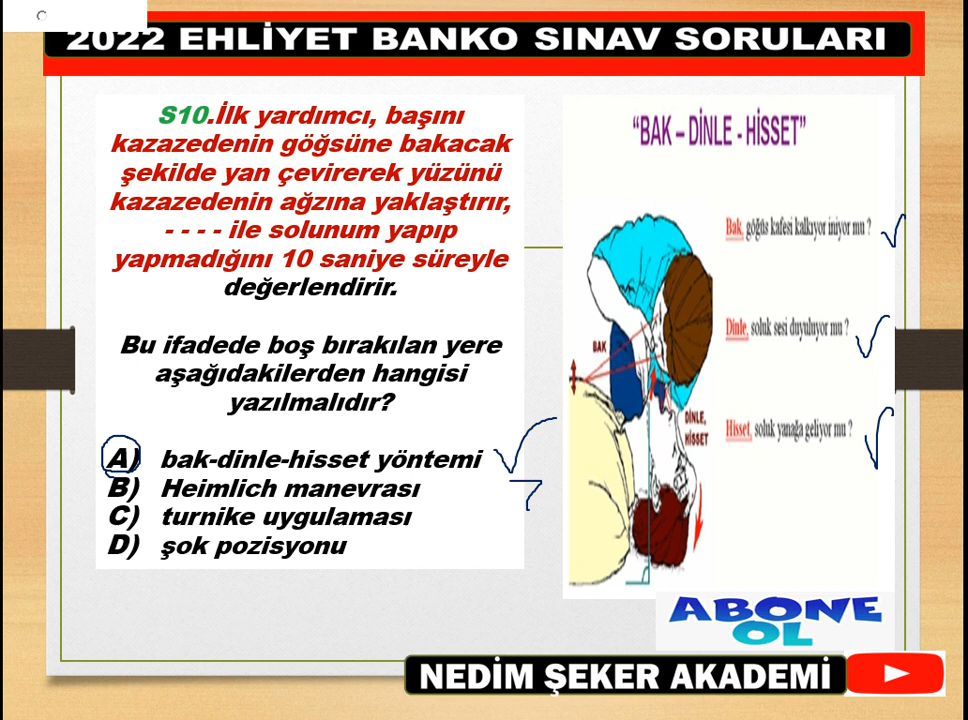 2022 EHLİYET BANKO SINAV SORULARI
S10.İlk yardımcı, başını
kazazedenin göğsüne bakacak
şekilde yan çevirerek yüzünü
kazazedenin ağzına yaklaştırır,
- - - - ile solunum yapıp
yapmadığını 10 saniye süreyle
değerlendirir.
Bu ifadede boş bırakılan yere
aşağıdakilerden hangisi
yazılmalıdır?
A) bak-dinle-hisset yöntemi
B) Heimlich manevrası
C) turnike uygulaması
D) şok pozisyonu
"BAK – DİNLE - HİSSET"
Bak, göğüs kafesi kalkıyor iniyor mu ?
Dinle, soluk sesi duyuluyor mu ?
Hisset, soluk yanağa geliyor mu ?
BAK
DİNLE,
HİSSET
ABONE
OL
NEDİM ŞEKER AKADEMİ